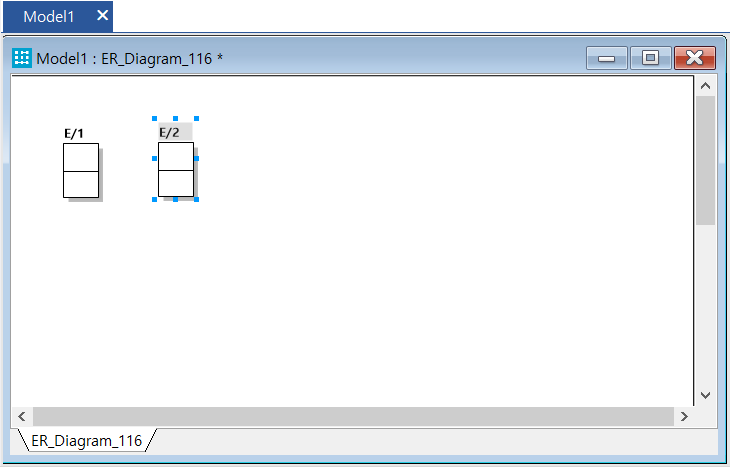 Model1
Model1 : ER_Diagram_116 *
E/1
E/2
ER_Diagram_116